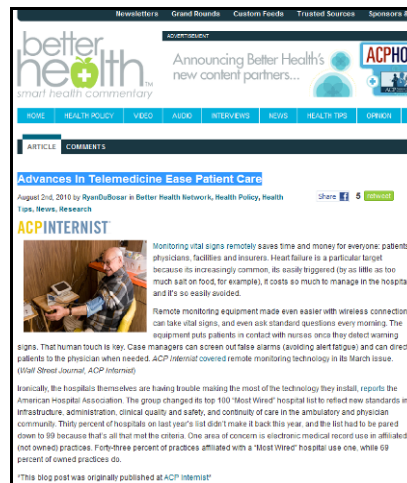 Newsletters Grand Rounds Custom Feeds Trusted Sources Sponsors &
better
health™
smart health commentary
ADVERTISEMENT
Announcing Better Health's
new content partners...
ACPHO
HOME HEALTH POLICY VIDEO AUDIO INTERVIEWS NEWS HEALTH TIPS OPINION
ARTICLE COMMENTS
Advances In Telemedicine Ease Patient Care
August 2nd, 2010 by RyanDuBosar in Better Health Network, Health Policy, Health
Tips, News, Research
Share 5 retweet
ACPINTERNIST
Monitoring vital signs remotely saves time and money for everyone: patients
physicians, facilities and insurers. Heart failure is a particular target
because its increasingly common, its easily triggered (by as little as too
much salt on food, for example), it costs so much to manage in the hospita
and it's so easily avoided.
Remote monitoring equipment made even easier with wireless connection
can take vital signs, and even ask standard questions every morning. The
equipment puts patients in contact with nurses once they detect warning
signs. That human touch is key. Case managers can screen out false alarms (avoiding alert fatigue) and can direc
patients to the physician when needed. ACP Internist covered remote monitoring technology in its March issue.
(Wall Street Journal, ACP Internist)
Ironically, the hospitals themselves are having trouble making the most of the technology they install, reports the
American Hospital Association. The group changed its top 100 "Most Wired" hospital list to reflect new standards in
infrastructure, administration, clinical quality and safety, and continuity of care in the ambulatory and physician
community. Thirty percent of hospitals on last year's list didn't make it back this year, and the list had to be pared
down to 99 because that's all that met the criteria. One area of concern is electronic medical record use in affiliated
(not owned) practices. Forty-three percent of practices affiliated with a "Most Wired" hospital use one, while 69
percent of owned practices do.
*This blog post was originally published at ACP Internist*